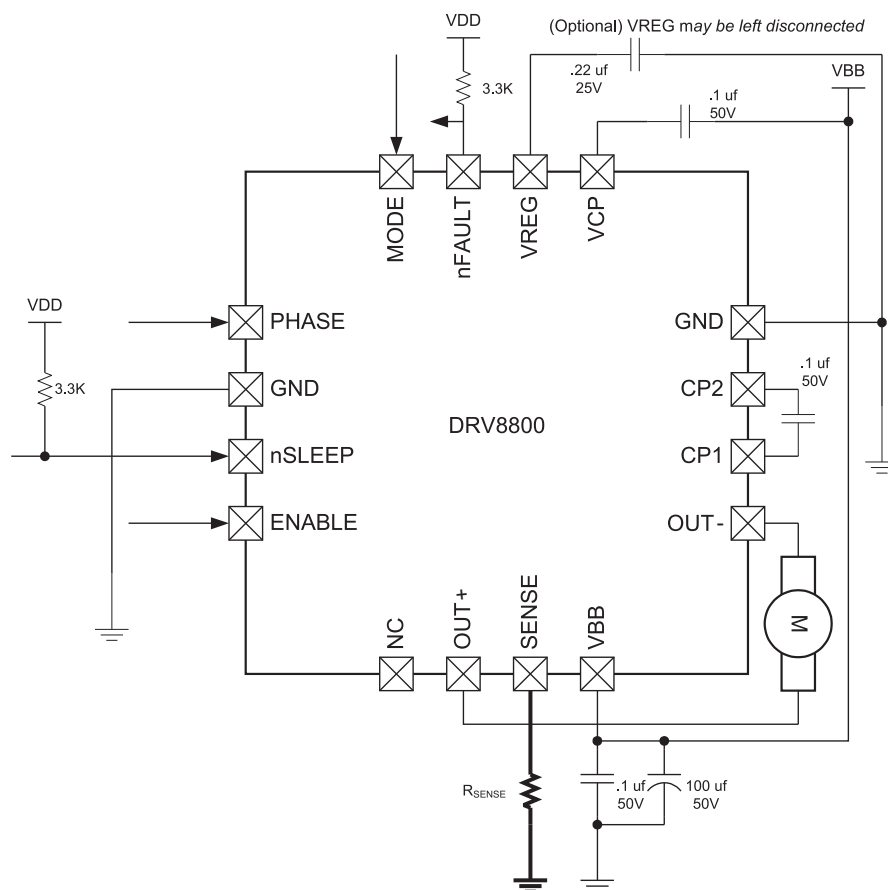 (Optional) VREG may be left disconnected
VDD
3.3K
.22 uf
25V
.1 uf
50V
VBB
MODE
nFAULT
VREG
VCP
VDD
3.3K
PHASE
GND
nSLEEP
ENABLE
DRV8800
GND
CP2
CP1
OUT-
.1 uf
50V
NC
OUT+
SENSE
VBB
M
RSENSE
.1 uf
50V
100 uf
50V